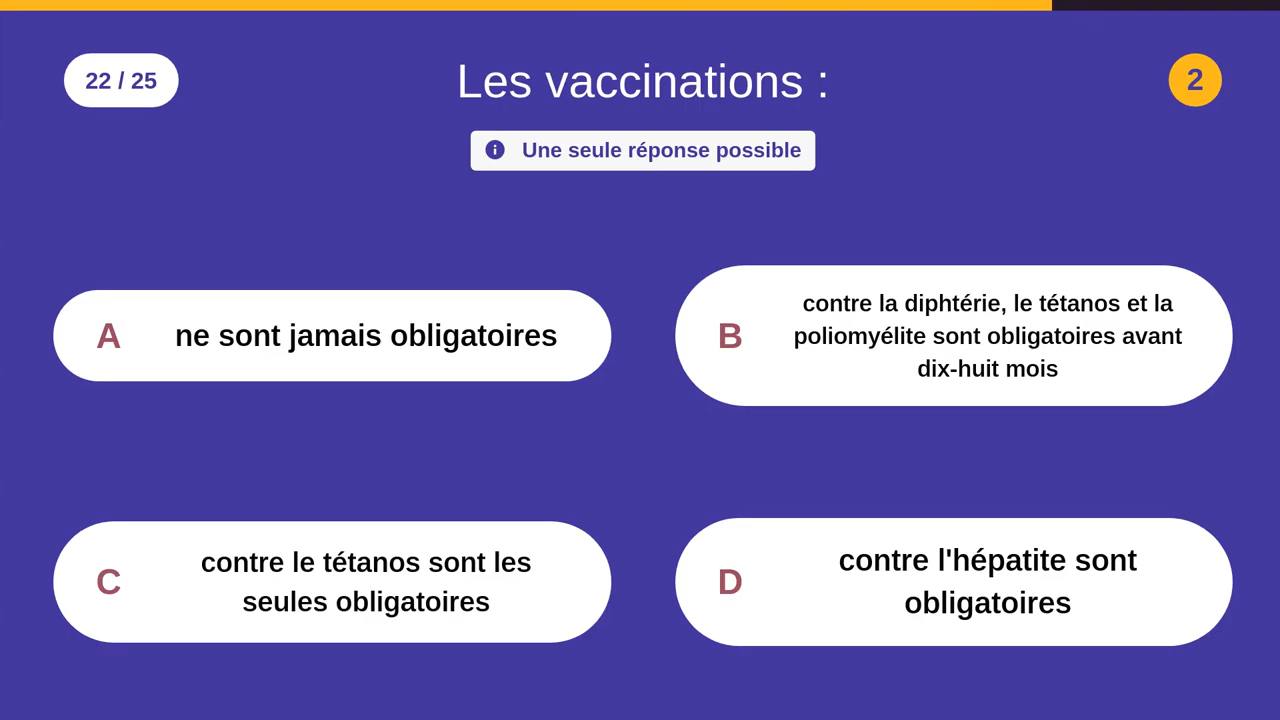 22 / 25
Les vaccinations :
2
Une seule réponse possible
A
ne sont jamais obligatoires
B
contre la diphtérie, le tétanos et la
poliomyélite sont obligatoires avant
dix-huit mois
C
contre le tétanos sont les
seules obligatoires
D
contre l'hépatite sont
obligatoires